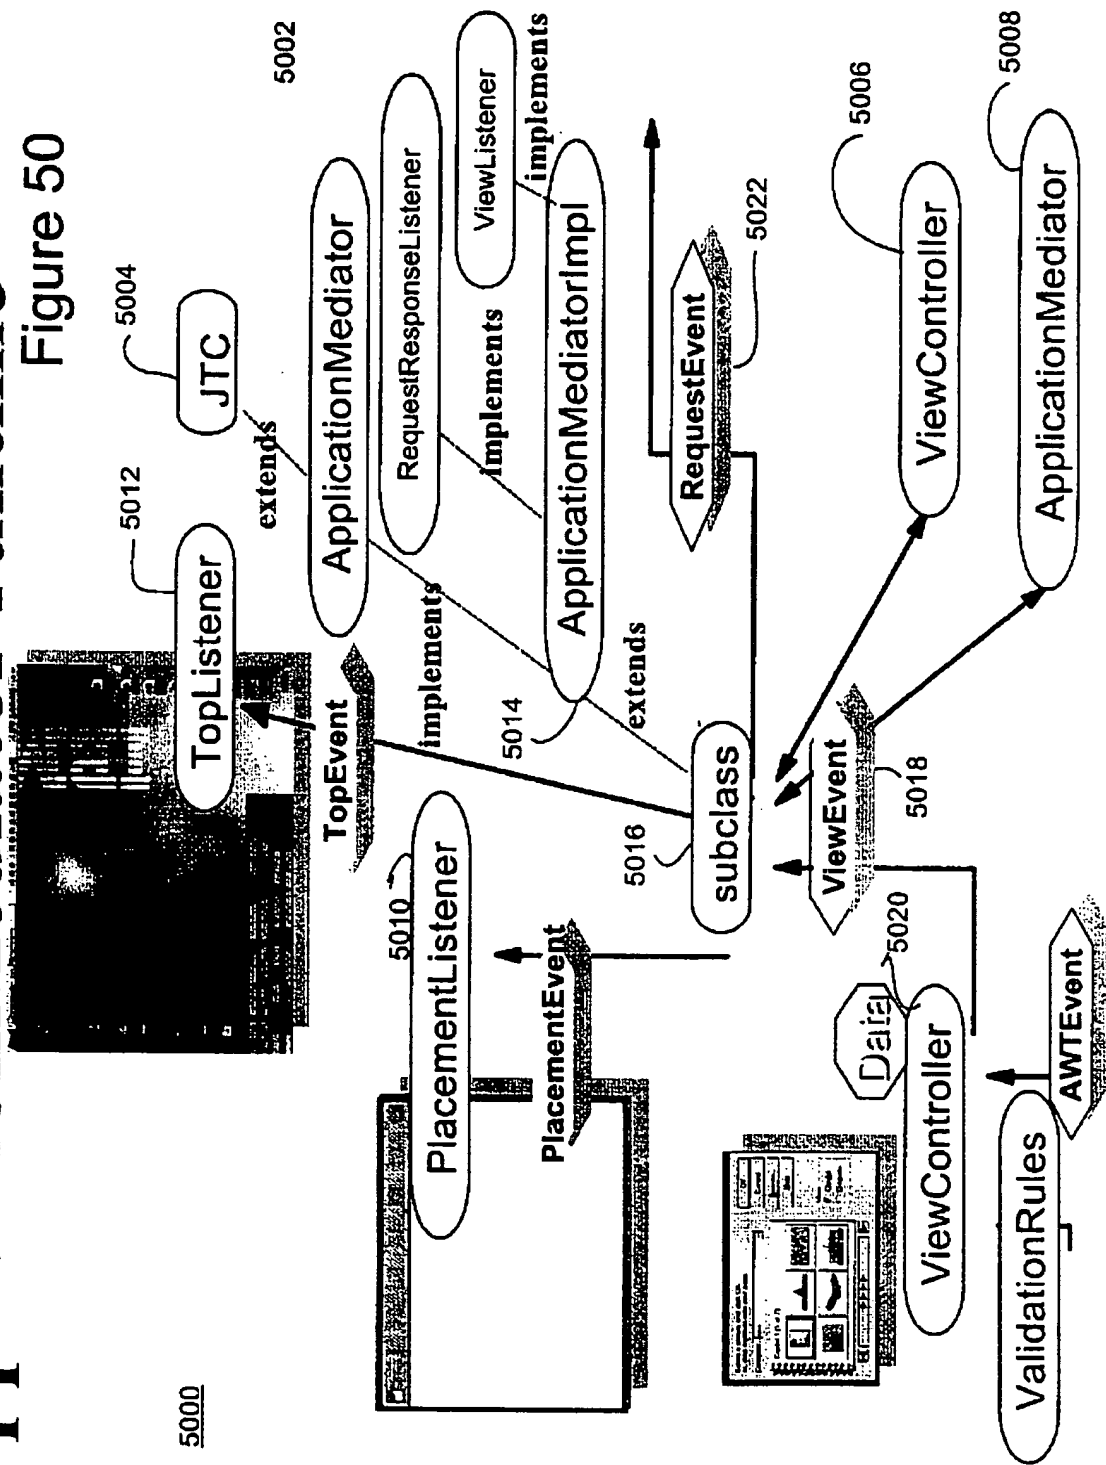 Figure 50
5000
5002
5004
JTC
5012
TopListener
extends
ApplicationMediator
RequestResponseListener
ViewListener
implements
implements
implements
TopEvent
ApplicationMediatorImpl
5014
extends
5010
PlacementListener
PlacementEvent
5016
subclass
RequestEvent
5022
5006
ViewController
5008
ApplicationMediator
ViewEvent
5018
5020
Data
ViewController
AWTEvent
ValidationRules